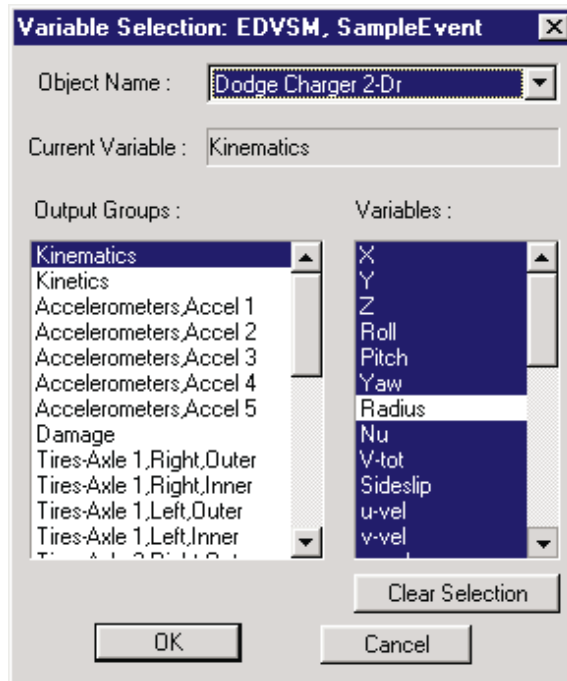 Variable Selection: EDVSM, SampleEvent
Object Name :
Dodge Charger 2-Dr
Current Variable :
Kinematics
Output Groups :
Kinematics
Kinetics
Accelerometers,Accel 1
Accelerometers,Accel 2
Accelerometers,Accel 3
Accelerometers,Accel 4
Accelerometers,Accel 5
Damage
Tires-Axle 1,Right,Outer
Tires-Axle 1,Right,Inner
Tires-Axle 1,Left,Outer
Tires-Axle 1,Left,Inner
Variables :
X
Y
Z
Roll
Pitch
Yaw
Radius
Nu
V-tot
Sideslip
u-vel
v-vel
Clear Selection
OK
Cancel